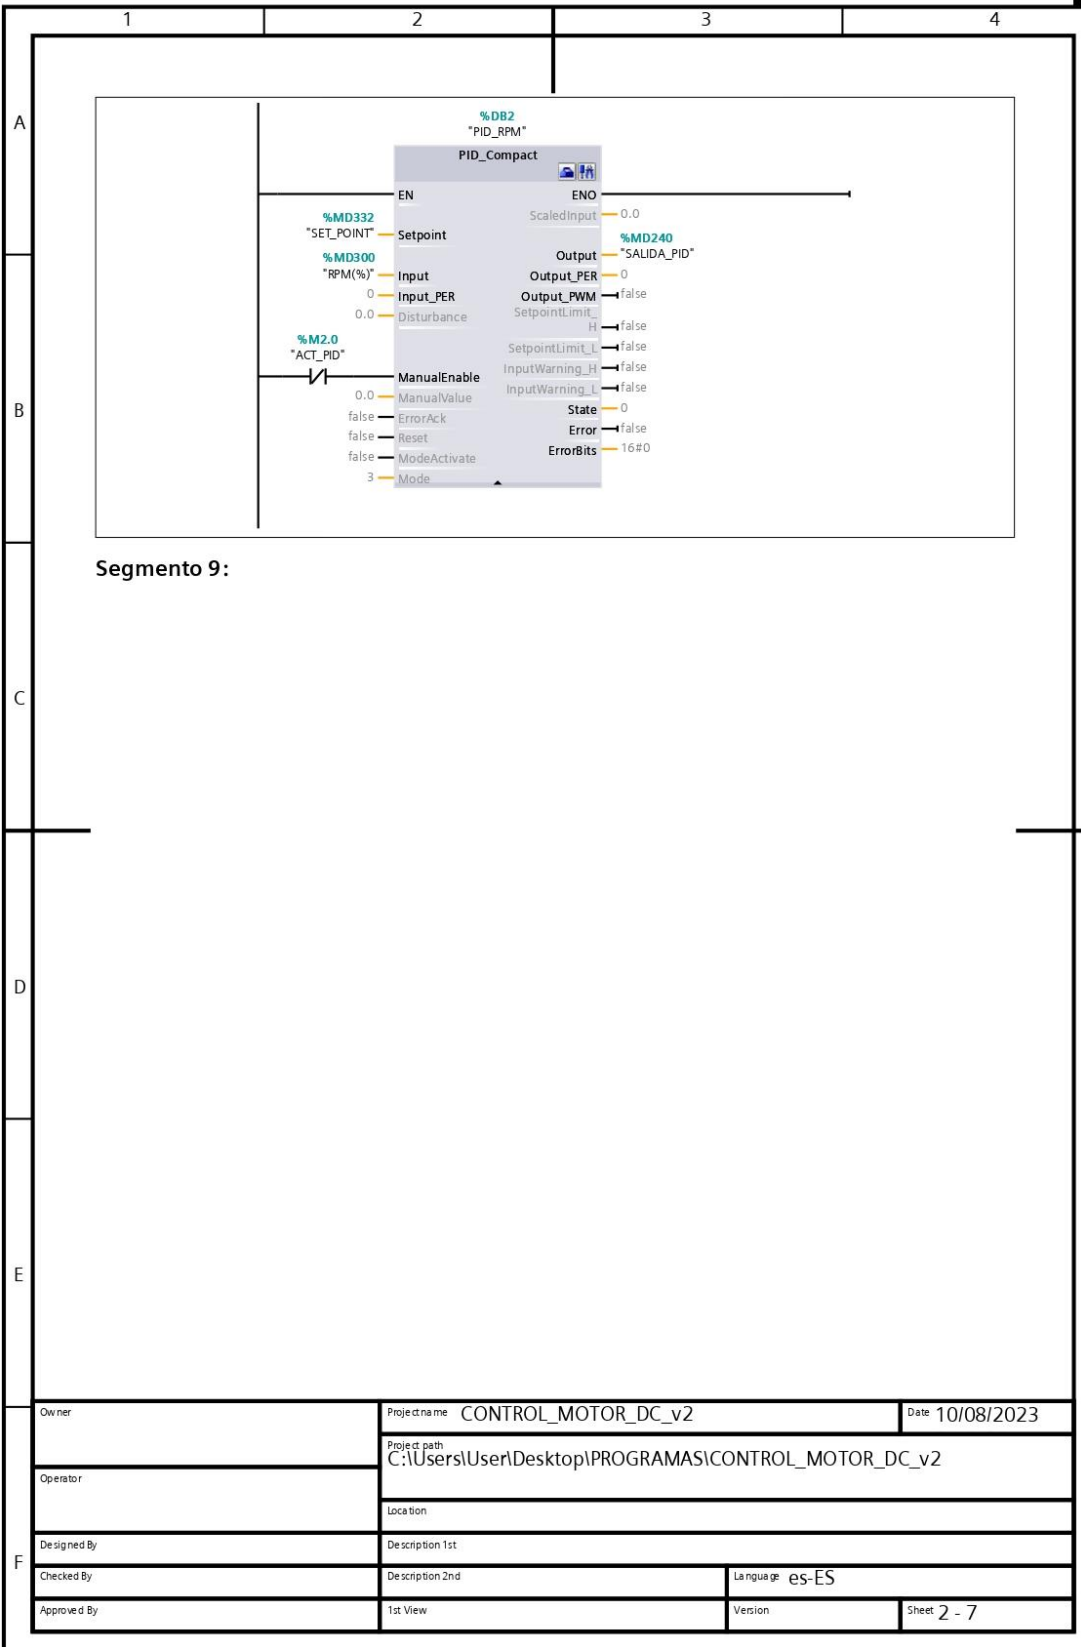 1 2 3 4
A
B
C
D
E
F
%DB2
"PID_RPM"
PID_Compact
EN ENO
ScaledInput 0.0
%MD332
"SET_POINT" Setpoint
%MD240
Output "SALIDA_PID"
%MD300
"RPM(%)" Input
Output_PER 0
0 Input_PER
Output_PWM false
0.0 Disturbance
SetpointLimit_
H false
SetpointLimit_L false
%M2.0
"ACT_PID"
InputWarning_H false
ManualEnable
InputWarning_L false
0.0 ManualValue
State 0
false ErrorAck
Error false
false Reset
ErrorBits 16#0
false ModeActivate
3 Mode
Segmento 9:
Owner
Projectname CONTROL_MOTOR_DC_v2
Date 10/08/2023
Project path
C:\Users\User\Desktop\PROGRAMAS\CONTROL_MOTOR_DC_v2
Operator
Location
Designed By
Description 1st
Checked By
Description 2nd
Language es-ES
Approved By
1st View
Version
Sheet 2 - 7